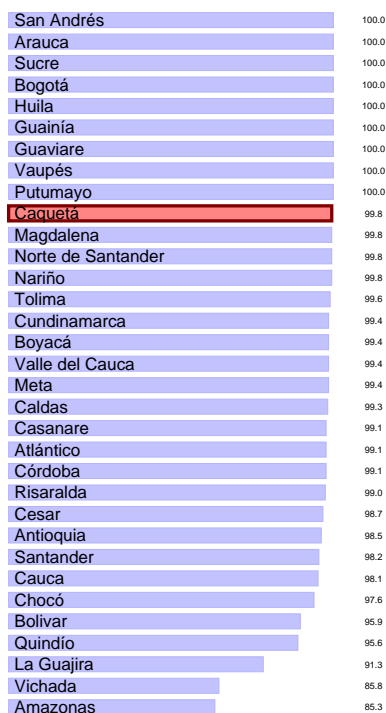 San Andrés 100.0
Arauca 100.0
Sucre 100.0
Bogotá 100.0
Huila 100.0
Guainía 100.0
Guaviare 100.0
Vaupés 100.0
Putumayo 100.0
Caquetá 99.8
Magdalena 99.8
Norte de Santander 99.8
Nariño 99.8
Tolima 99.6
Cundinamarca 99.4
Boyacá 99.4
Valle del Cauca 99.4
Meta 99.4
Caldas 99.3
Casanare 99.1
Atlántico 99.1
Córdoba 99.1
Risaralda 99.0
Cesar 98.7
Antioquia 98.5
Santander 98.2
Cauca 98.1
Chocó 97.6
Bolivar 95.9
Quindío 95.6
La Guajira 91.3
Vichada 85.8
Amazonas 85.3